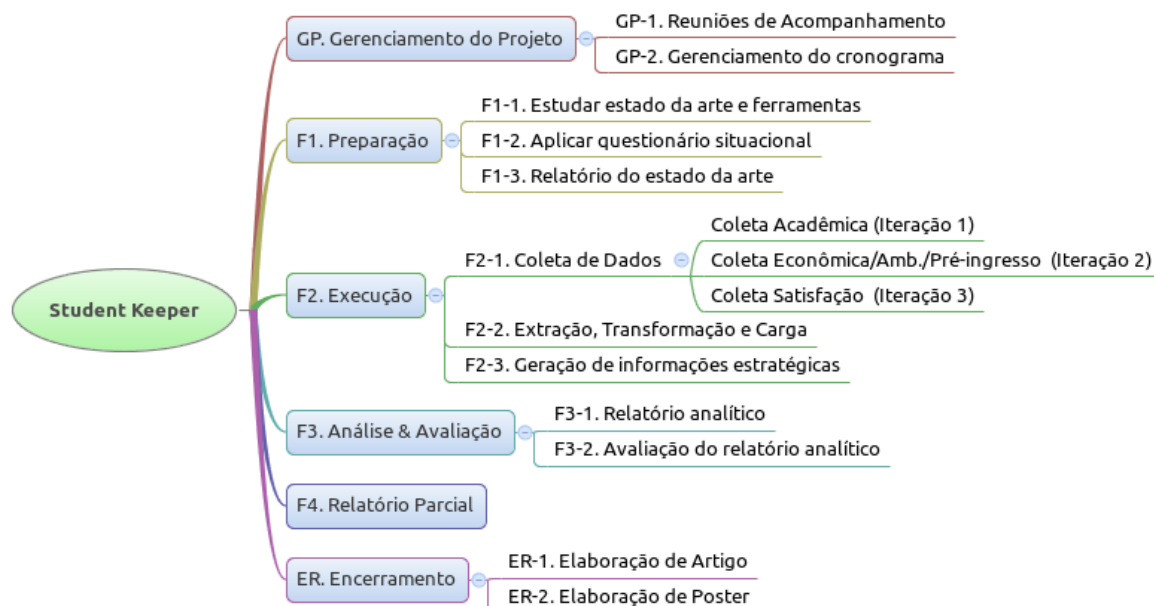 Student Keeper
GP. Gerenciamento do Projeto
GP-1. Reuniões de Acompanhamento
GP-2. Gerenciamento do cronograma
F1. Preparação
F1-1. Estudar estado da arte e ferramentas
F1-2. Aplicar questionário situacional
F1-3. Relatório do estado da arte
F2. Execução
F2-1. Coleta de Dados
Coleta Acadêmica (Iteração 1)
Coleta Econômica/Amb./Pré-ingresso (Iteração 2)
Coleta Satisfação (Iteração 3)
F2-2. Extração, Transformação e Carga
F2-3. Geração de informações estratégicas
F3. Análise & Avaliação
F3-1. Relatório analítico
F3-2. Avaliação do relatório analítico
F4. Relatório Parcial
ER. Encerramento
ER-1. Elaboração de Artigo
ER-2. Elaboração de Poster